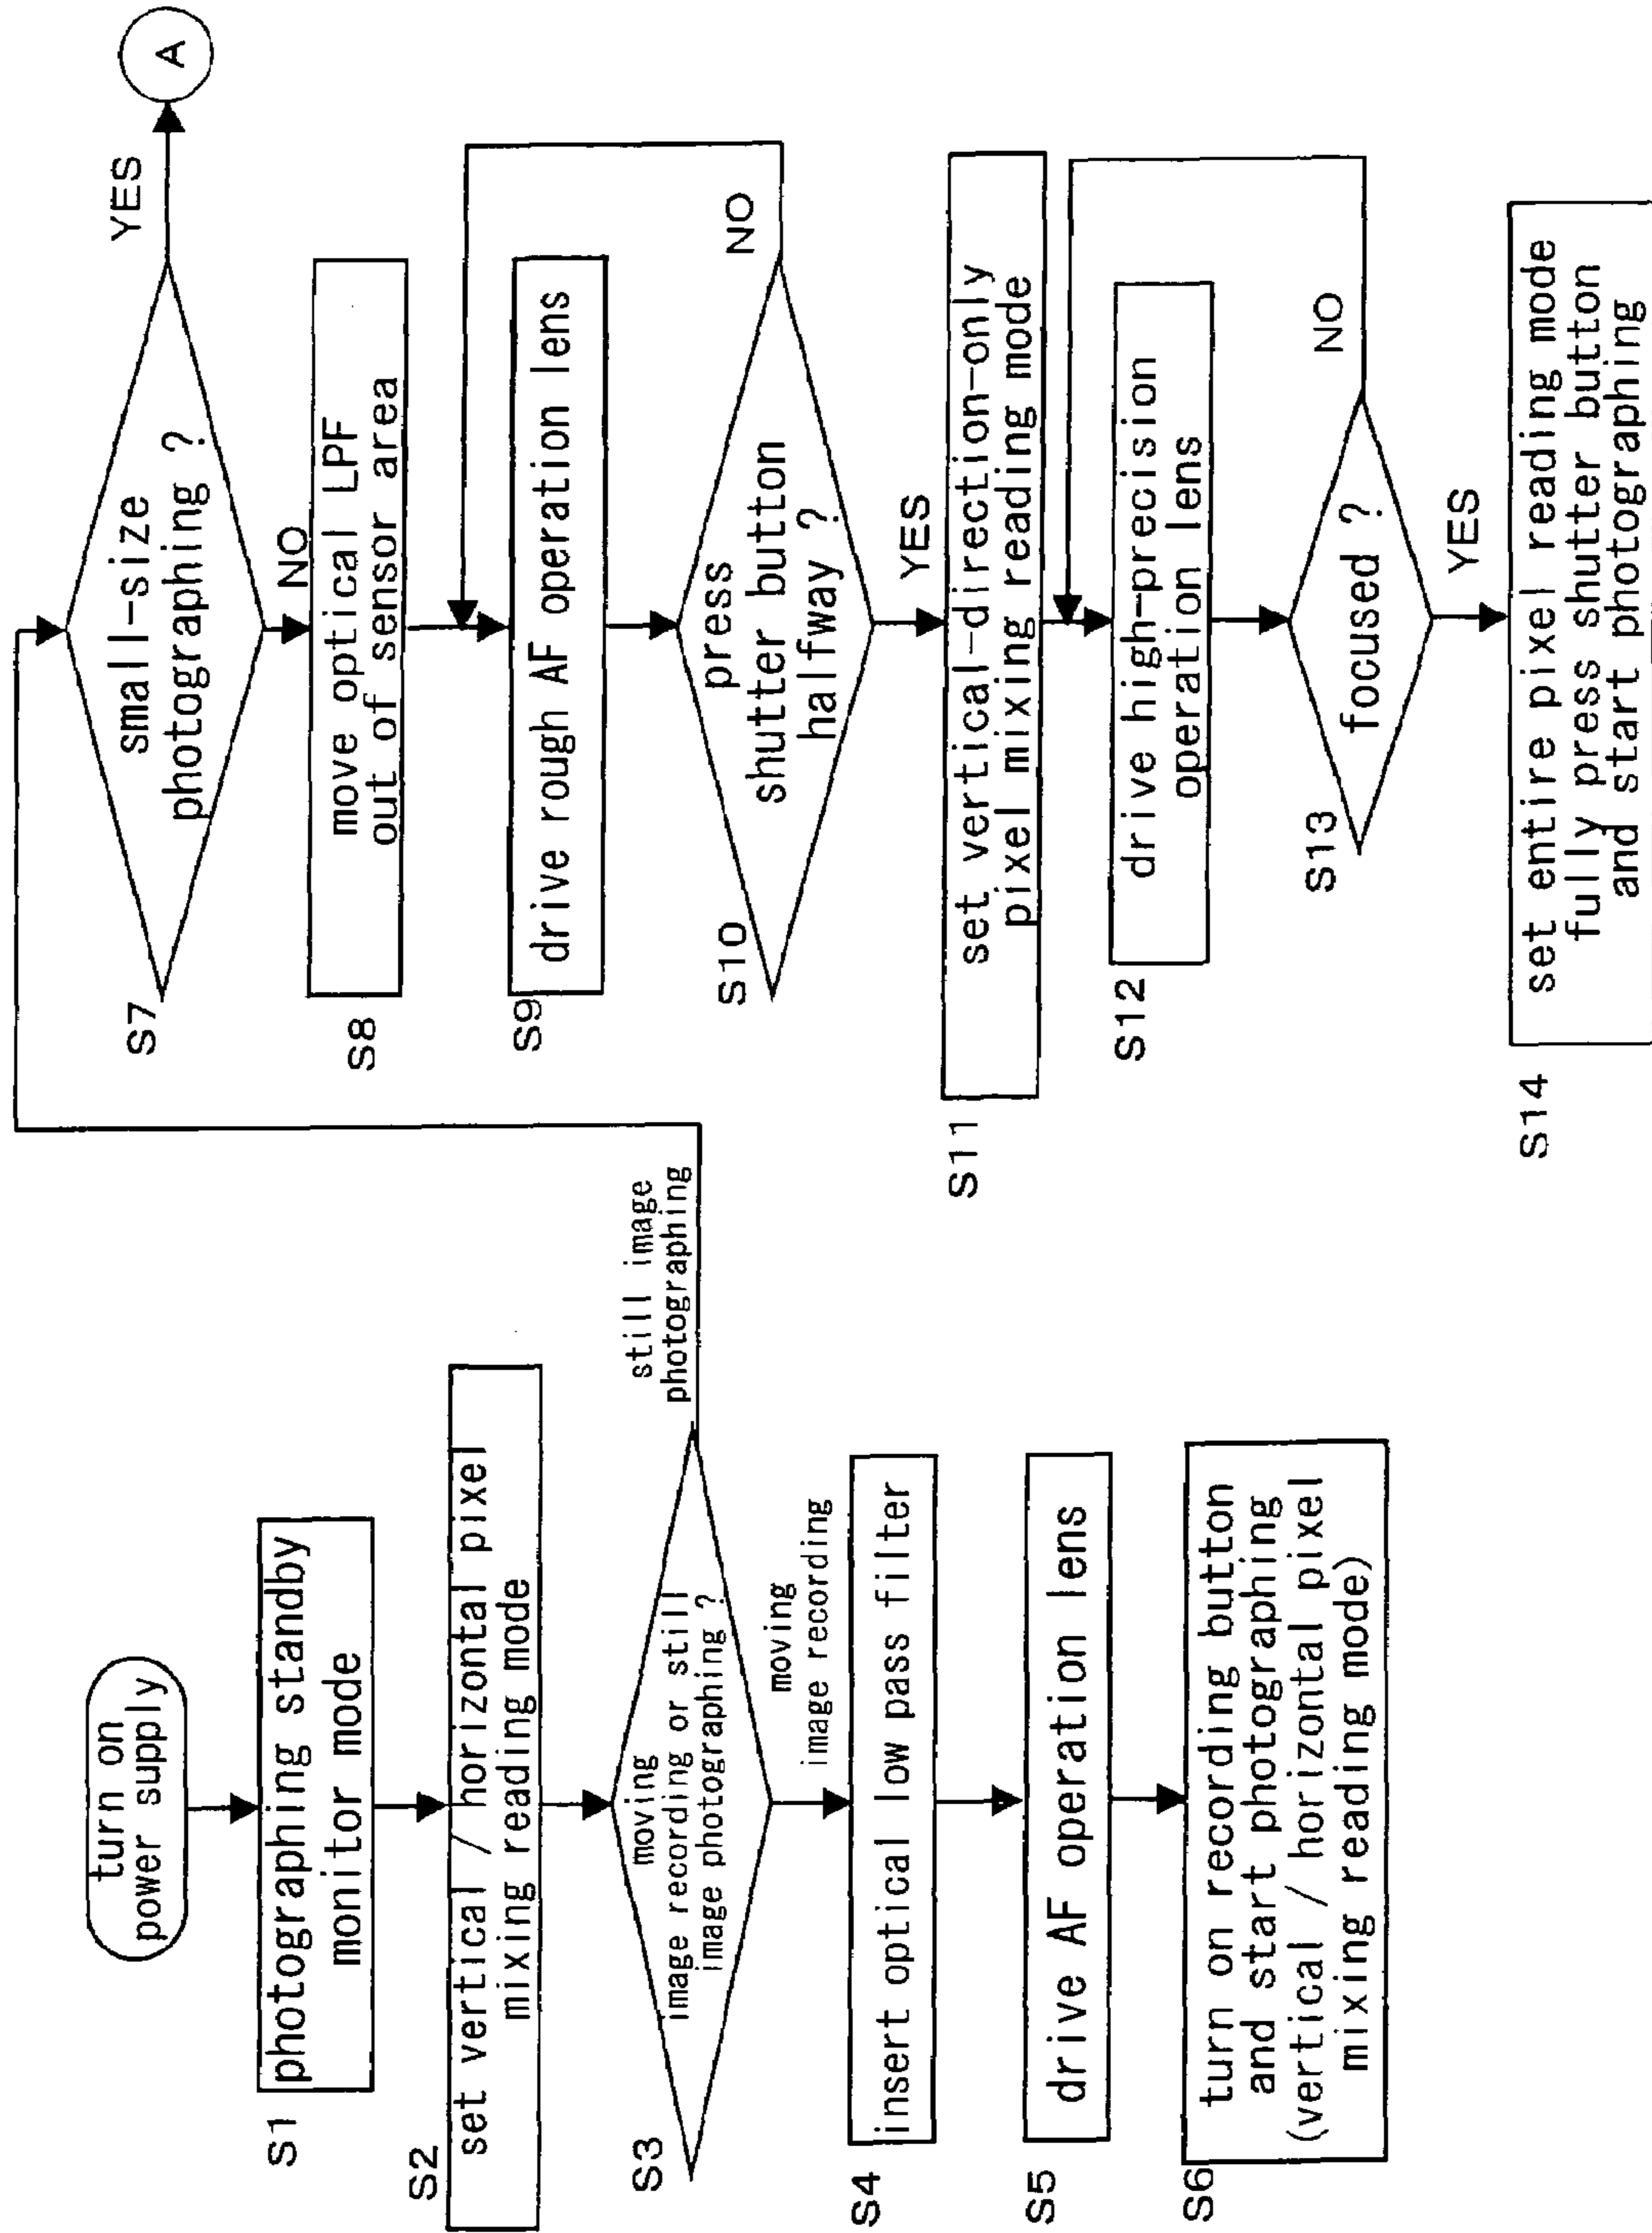 turn on
power supply
S1
photographing standby
monitor mode
S2
set vertical / horizontal pixel
mixing reading mode
S3
moving
image recording or still
image photographing ?
still image
photographing
moving
image recording
S4
insert optical low pass filter
S5
drive AF operation lens
S6
turn on recording button
and start photographing
(vertical / horizontal pixel
mixing reading mode)
S7
small-size
photographing ?
YES
A
NO
S8
move optical LPF
out of sensor area
S9
drive rough AF operation lens
S10
press
shutter button
halfway ?
NO
YES
S11
set vertical-direction-only
pixel mixing reading mode
S12
drive high-precision
operation lens
S13
focused ?
NO
YES
S14
set entire pixel reading mode
fully press shutter button
and start photographing